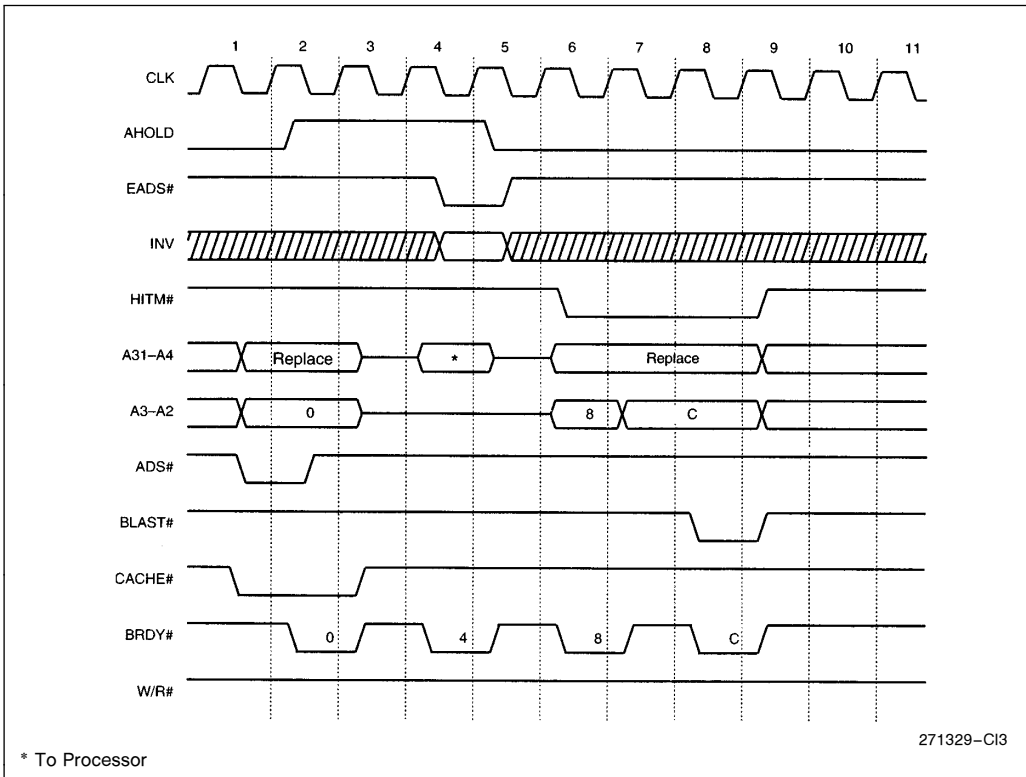 1 2 3 4 5 6 7 8 9 10 11
CLK
AHOLD
EADS#
INV
HITM#
A31–A4 Replace * Replace
A3–A2 0 8 C
ADS#
BLAST#
CACHE#
BRDY# 0 4 8 C
W/R#
271329–CI3
* To Processor